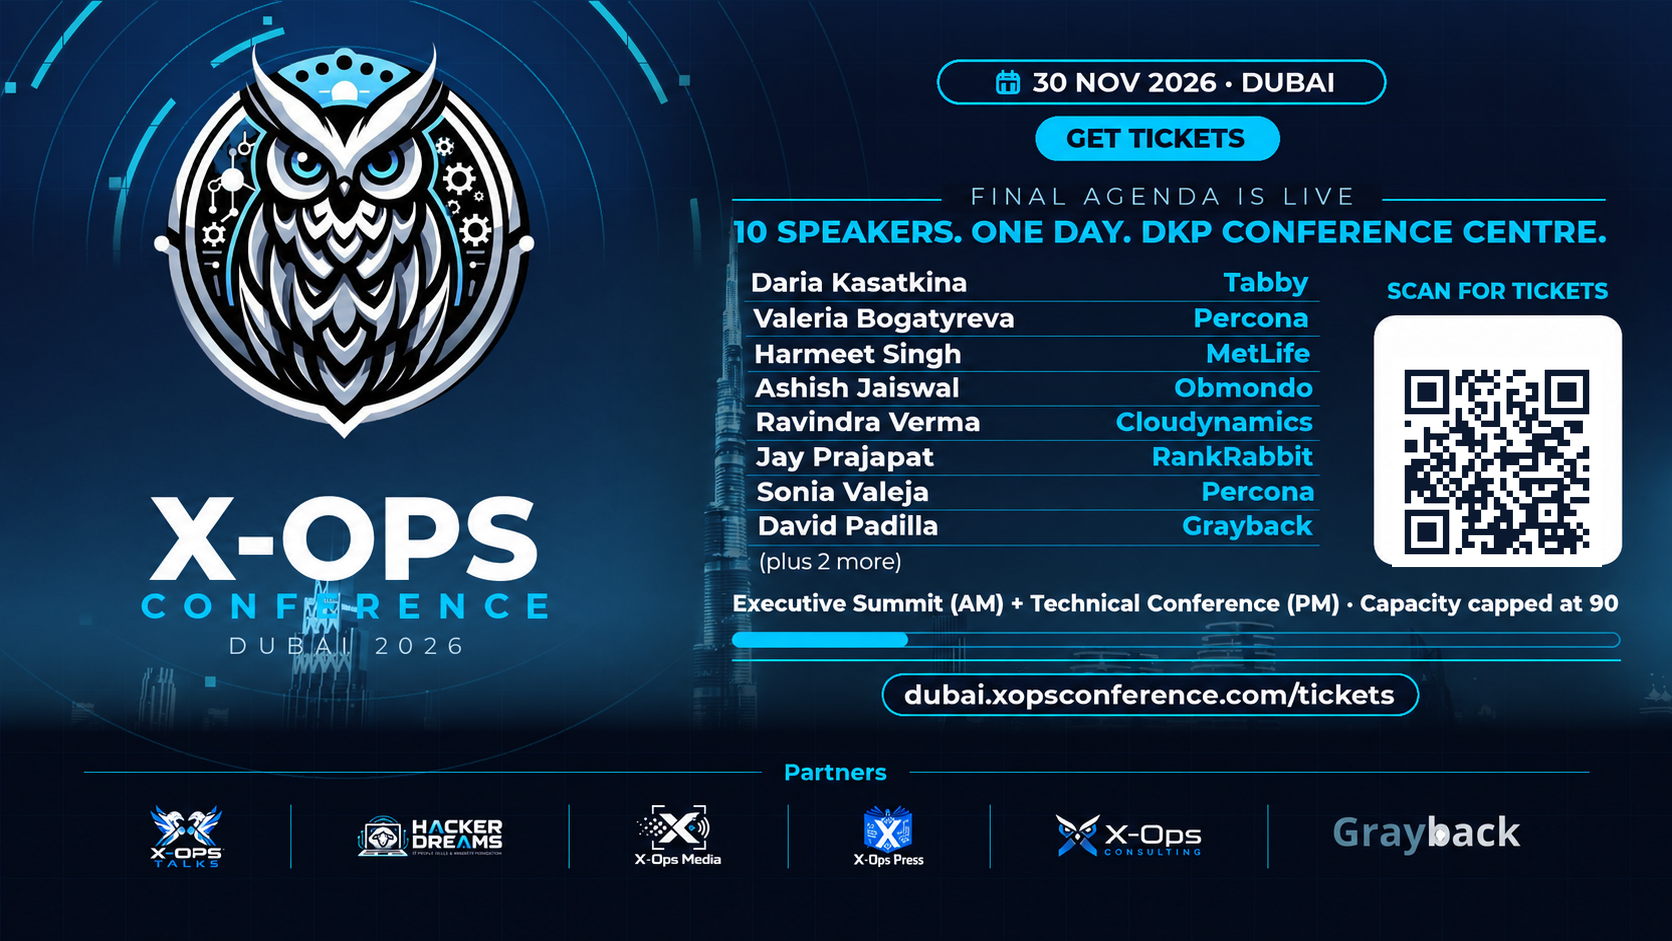 30 NOV 2026 · DUBAI
GET TICKETS
FINAL AGENDA IS LIVE
10 SPEAKERS. ONE DAY. DKP CONFERENCE CENTRE.
Daria Kasatkina Tabby
Valeria Bogatyreva Percona
Harmeet Singh MetLife
Ashish Jaiswal Obmondo
Ravindra Verma Cloudynamics
Jay Prajapat RankRabbit
Sonia Valeja Percona
David Padilla Grayback
(plus 2 more)
SCAN FOR TICKETS
Executive Summit (AM) + Technical Conference (PM) · Capacity capped at 90
dubai.xopsconference.com/tickets
X-OPS
CONFERENCE
DUBAI 2026
Partners
X-OPS
TALKS
HACKER
DREAMS
X-Ops Media
X-Ops Press
X-Ops
CONSULTING
Grayback